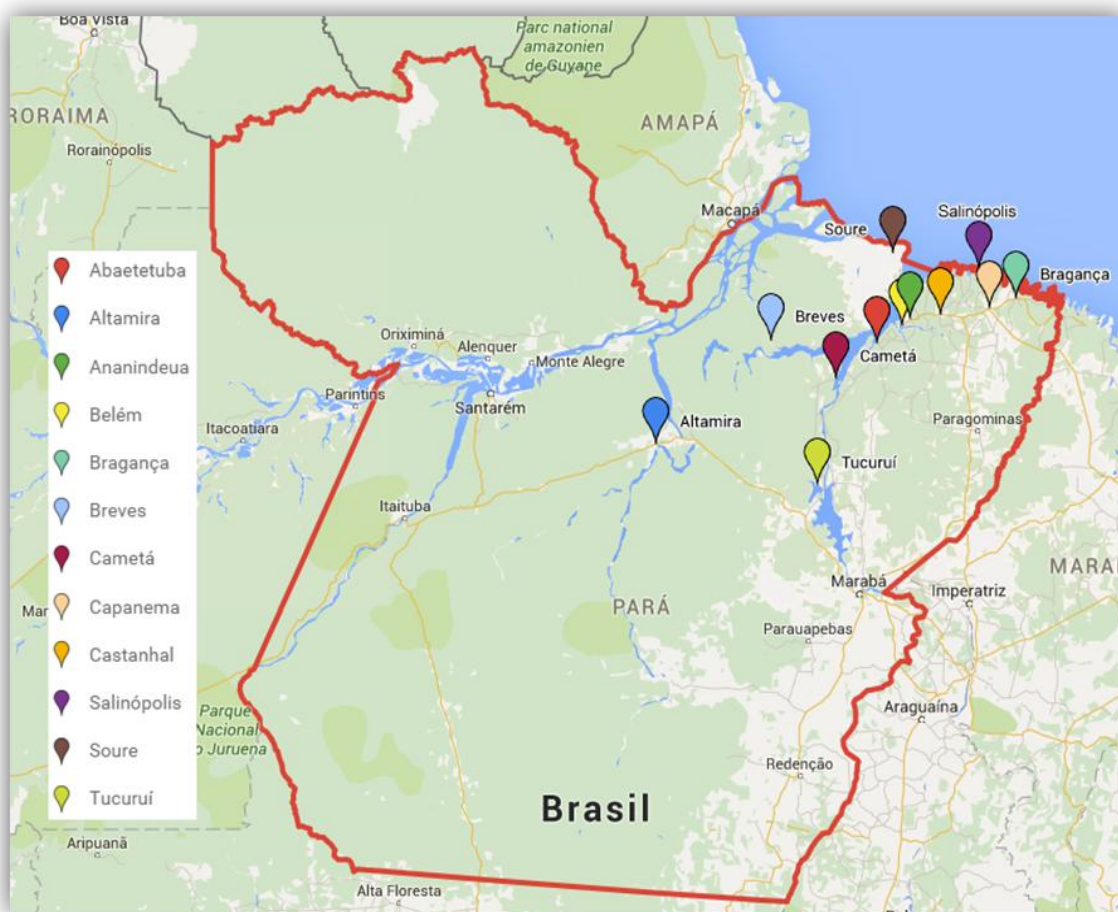 Boa Vista
Parc national
amazonien
de Guyane
RORAIMA
AMAPÁ
Rorainópolis
Macapá
Salinópolis
Soure
Bragança
Abaetetuba
Altamira
Ananindeua
Belém
Bragança
Breves
Cametá
Capanema
Castanhal
Salinópolis
Soure
Tucuruí
Breves
Oriximiná
Alenquer
Monte Alegre
Cametá
Parintins
Santarém
Itacoatiara
Altamira
Paragominas
Tucuruí
Itaituba
Marabá
Imperatriz
MARA
Mar
PARÁ
Parauapebas
Parque
Nacional
o Juruena
Araguaína
Redenção
Brasil
Aripuanã
Alta Floresta